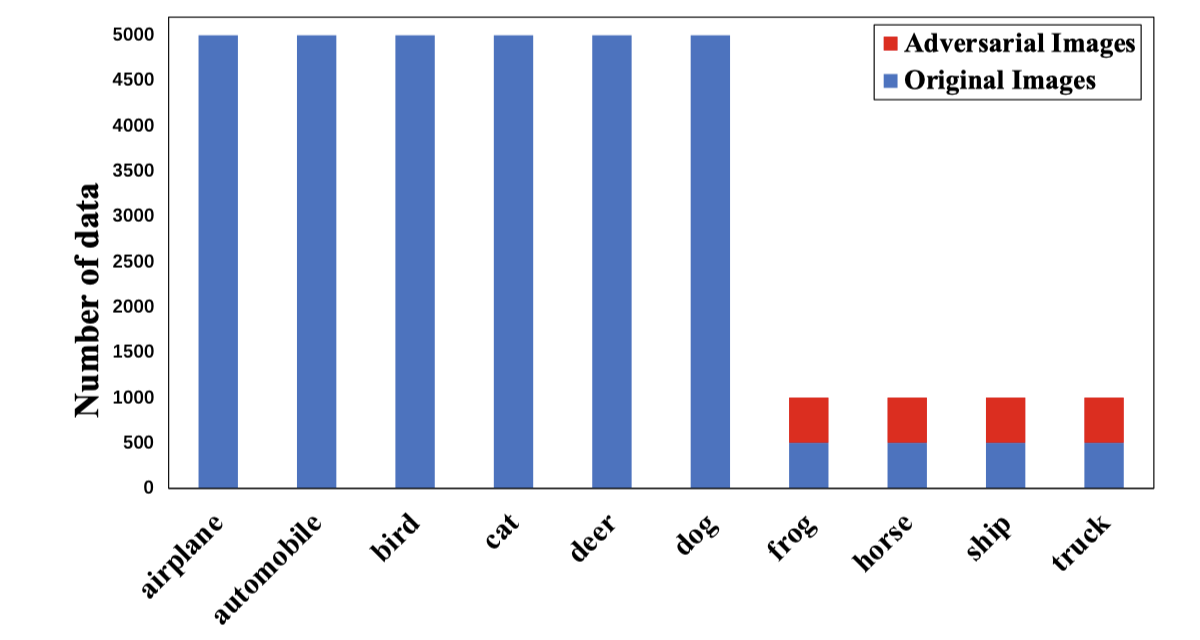 Number of data
5000
4500
4000
3500
3000
2500
2000
1500
1000
500
0
Adversarial Images
Original Images
airplane
automobile
bird
cat
deer
dog
frog
horse
ship
truck